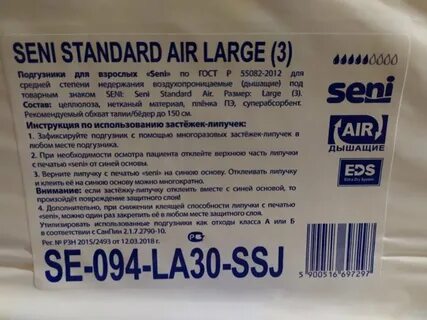 SENI STANDARD AIR LARGE (3)
Подгузники для взрослых «Seni» по ГОСТ Р 55082-2012 для
средней степени недержания воздухопроницаемые (дышащие) под
товарным знаком SENI: Seni Standard Air. Размер: Large (3).
Состав: целлюлоза, нетканый материал, плёнка ПЭ, суперабсорбент.
Рекомендуемый обхват талии/бёдер до 150 см.
Инструкция по использованию застёжек-липучек:
1. Зафиксируйте подгузник с помощью многоразовых застёжек-липучек в
любом месте подгузника.
2. При необходимости осмотра пациента отклейте верхнюю часть липучки
с печатью «seni» от синей основы.
3. Верните липучку с печатью «seni» на синюю основу. Отклеивать липучку
и клеить её на синюю основу можно многократно.
Внимание: если застёжку-липучку отклеить вместе с синей основой, то
произойдёт повреждение защитного слоя!
4. Дополнительно, при снижении клеящей способности липучки с печатью
«seni», можно один раз закрепить её в любом месте защитного слоя.
Утилизировать использованные подгузники как отходы класса А или Б
в соответствии с СанПин 2.1.7.2790-10.
Рег. № РЗН 2015/2493 от 12.03.2018 г.
SE-094-LA30-SSJ
seni
AIR
ДЫШАЩИЕ
EDS
Extra Dry System
5 900516 697297